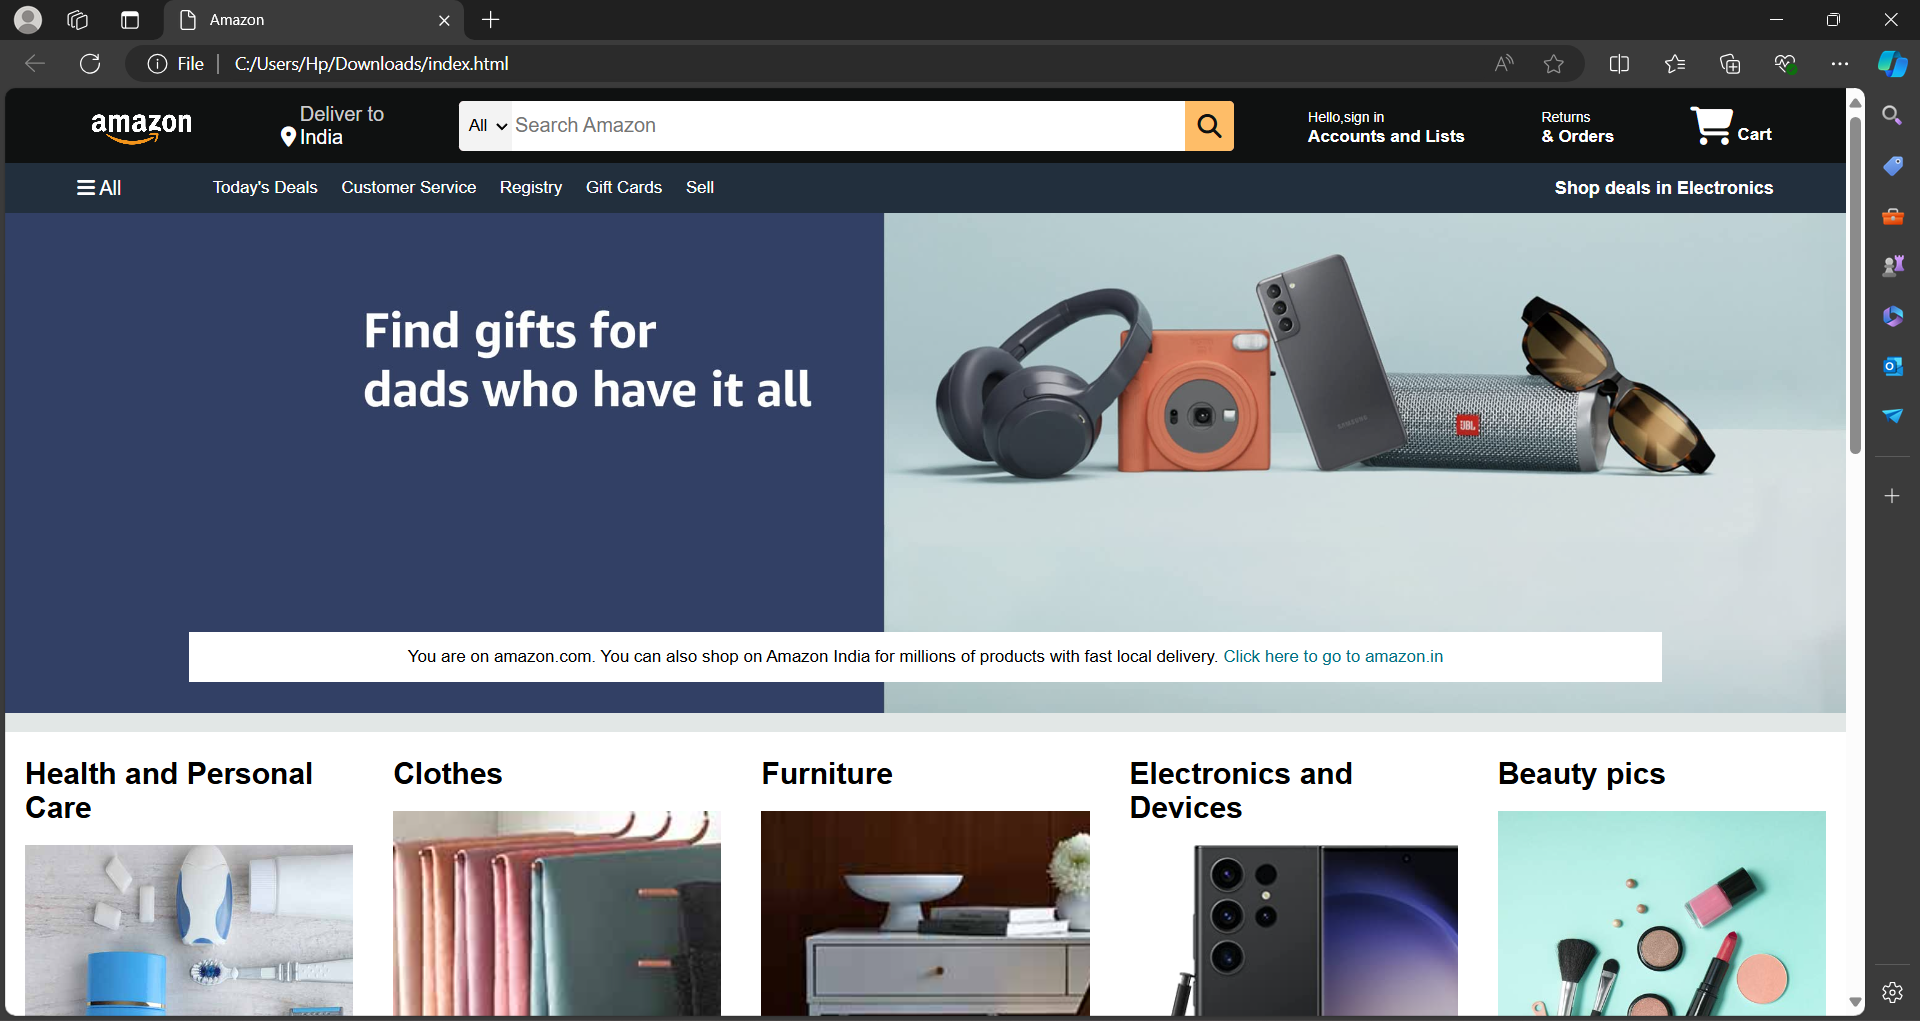 Amazon
File
C:/Users/Hp/Downloads/index.html
amazon
Deliver to
India
All
Search Amazon
Hello,sign in
Accounts and Lists
Returns
& Orders
Cart
All
Today's Deals
Customer Service
Registry
Gift Cards
Sell
Shop deals in Electronics
Find gifts for
dads who have it all
SAMSUNG
JBL
You are on amazon.com. You can also shop on Amazon India for millions of products with fast local delivery. Click here to go to amazon.in
Health and Personal
Care
Clothes
Furniture
Electronics and
Devices
Beauty pics